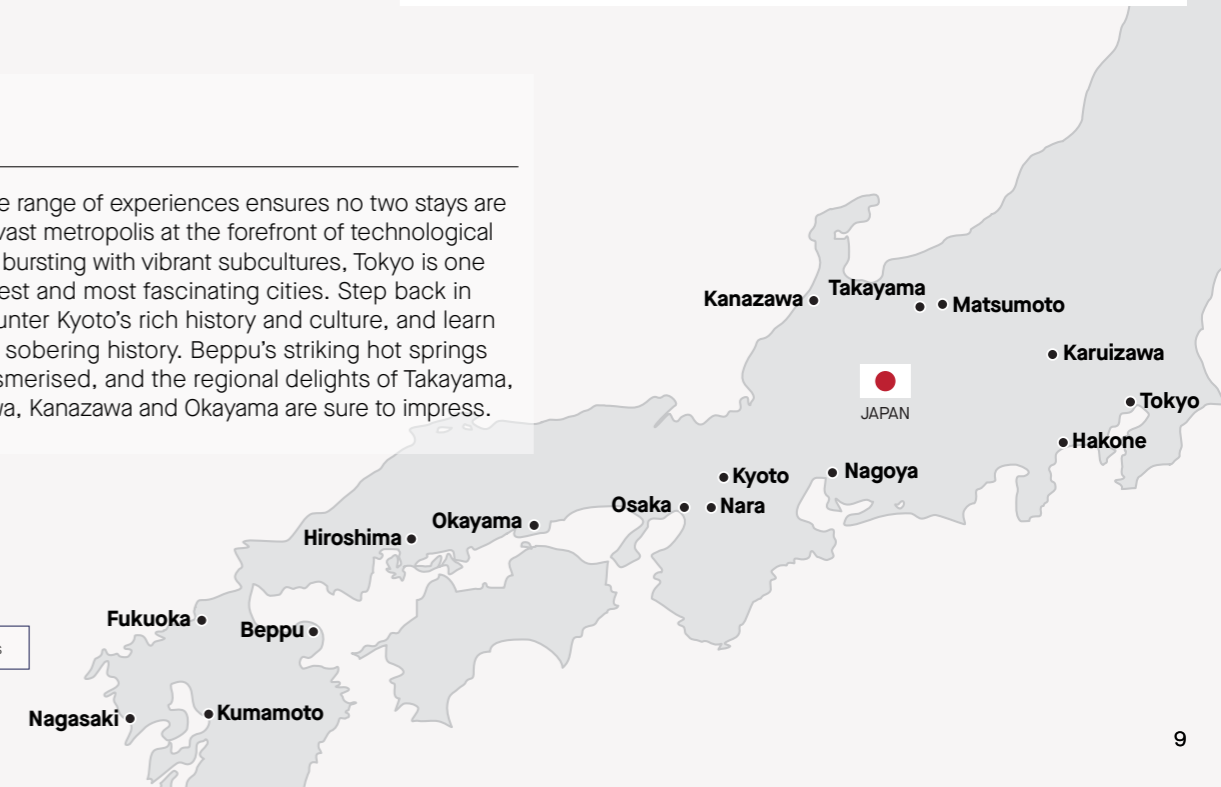 e range of experiences ensures no two stays are
vast metropolis at the forefront of technological
bursting with vibrant subcultures, Tokyo is one
est and most fascinating cities. Step back in
unter Kyoto’s rich history and culture, and learn
sobering history. Beppu’s striking hot springs
smerised, and the regional delights of Takayama,
wa, Kanazawa and Okayama are sure to impress.
Takayama
Kanazawa
Matsumoto
Karuizawa
JAPAN
Tokyo
Hakone
Nagoya
Kyoto
Osaka
Nara
Okayama
Hiroshima
Fukuoka
Beppu
s
Nagasaki
Kumamoto
9